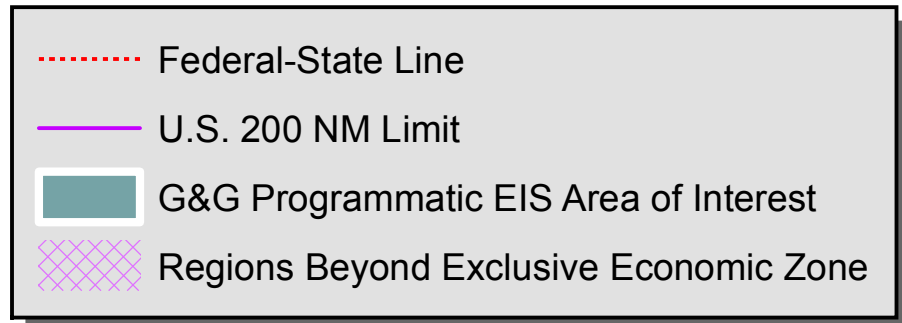 Federal-State Line
U.S. 200 NM Limit
G&G Programmatic EIS Area of Interest
Regions Beyond Exclusive Economic Zone